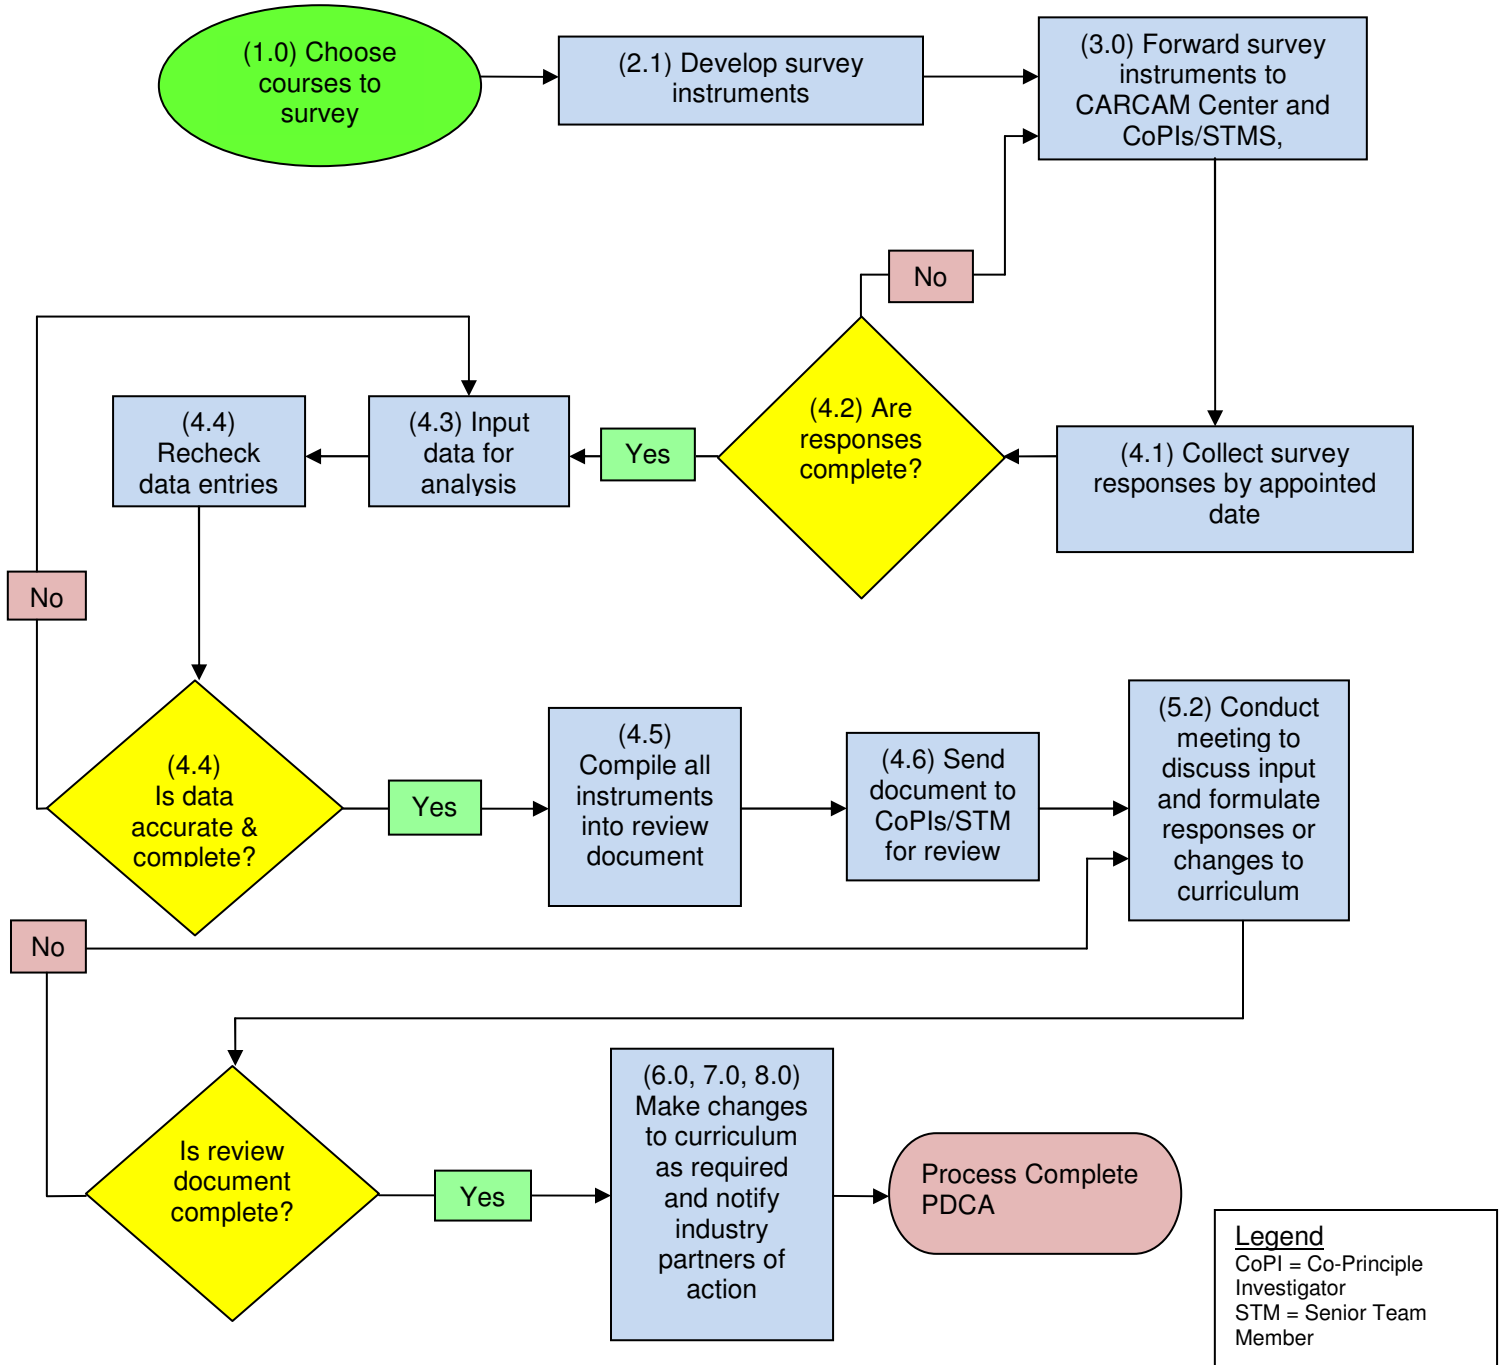 (1.0) Choose
courses to
survey
(2.1) Develop survey
instruments
(3.0) Forward survey
instruments to
CARCAM Center and
CoPIs/STMS,
No
(4.4)
Recheck
data entries
(4.3) Input
data for
analysis
Yes
(4.2) Are
responses
complete?
(4.1) Collect survey
responses by appointed
date
No
(4.4)
Is data
accurate &
complete?
Yes
(4.5)
Compile all
instruments
into review
document
(4.6) Send
document to
CoPIs/STM
for review
(5.2) Conduct
meeting to
discuss input
and formulate
responses or
changes to
curriculum
No
Is review
document
complete?
Yes
(6.0, 7.0, 8.0)
Make changes
to curriculum
as required
and notify
industry
partners of
action
Process Complete
PDCA
Legend
CoPI = Co-Principle
Investigator
STM = Senior Team
Member